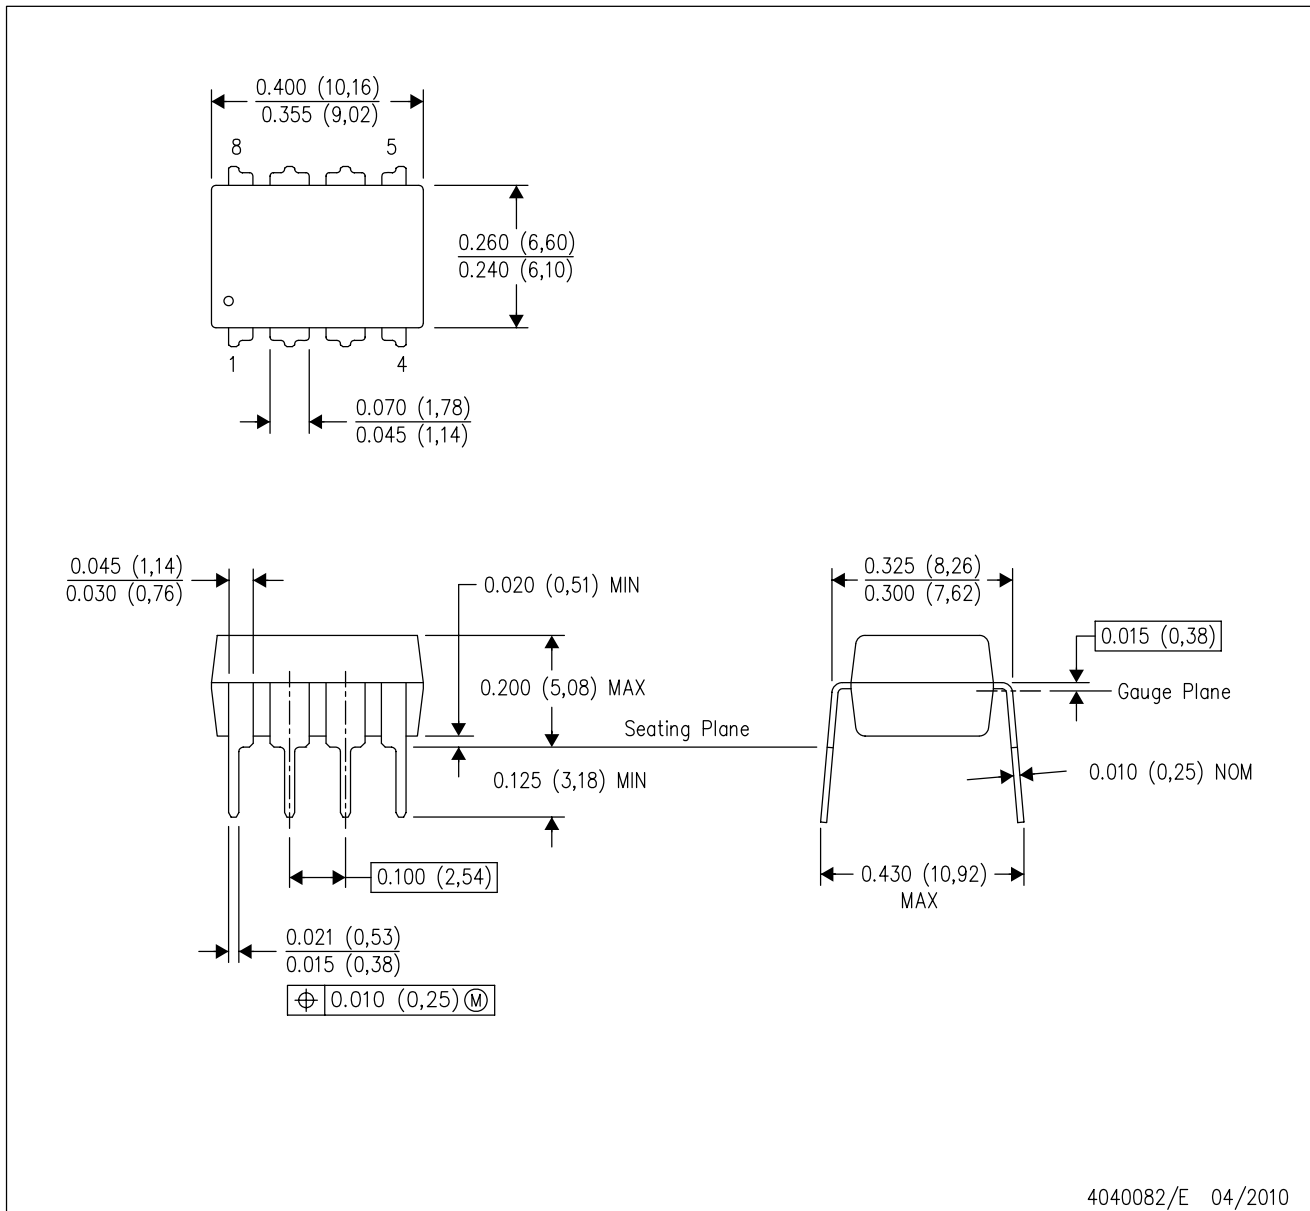 0.400 (10,16)
0.355 (9,02)
8
5
0.260 (6,60)
0.240 (6,10)
1
4
0.070 (1,78)
0.045 (1,14)
0.045 (1,14)
0.030 (0,76)
0.020 (0,51) MIN
0.325 (8,26)
0.300 (7,62)
0.015 (0,38)
0.200 (5,08) MAX
Gauge Plane
Seating Plane
0.125 (3,18) MIN
0.010 (0,25) NOM
0.100 (2,54)
0.430 (10,92)
MAX
0.021 (0,53)
0.015 (0,38)
⌖ 0.010 (0,25) Ⓜ
4040082/E 04/2010